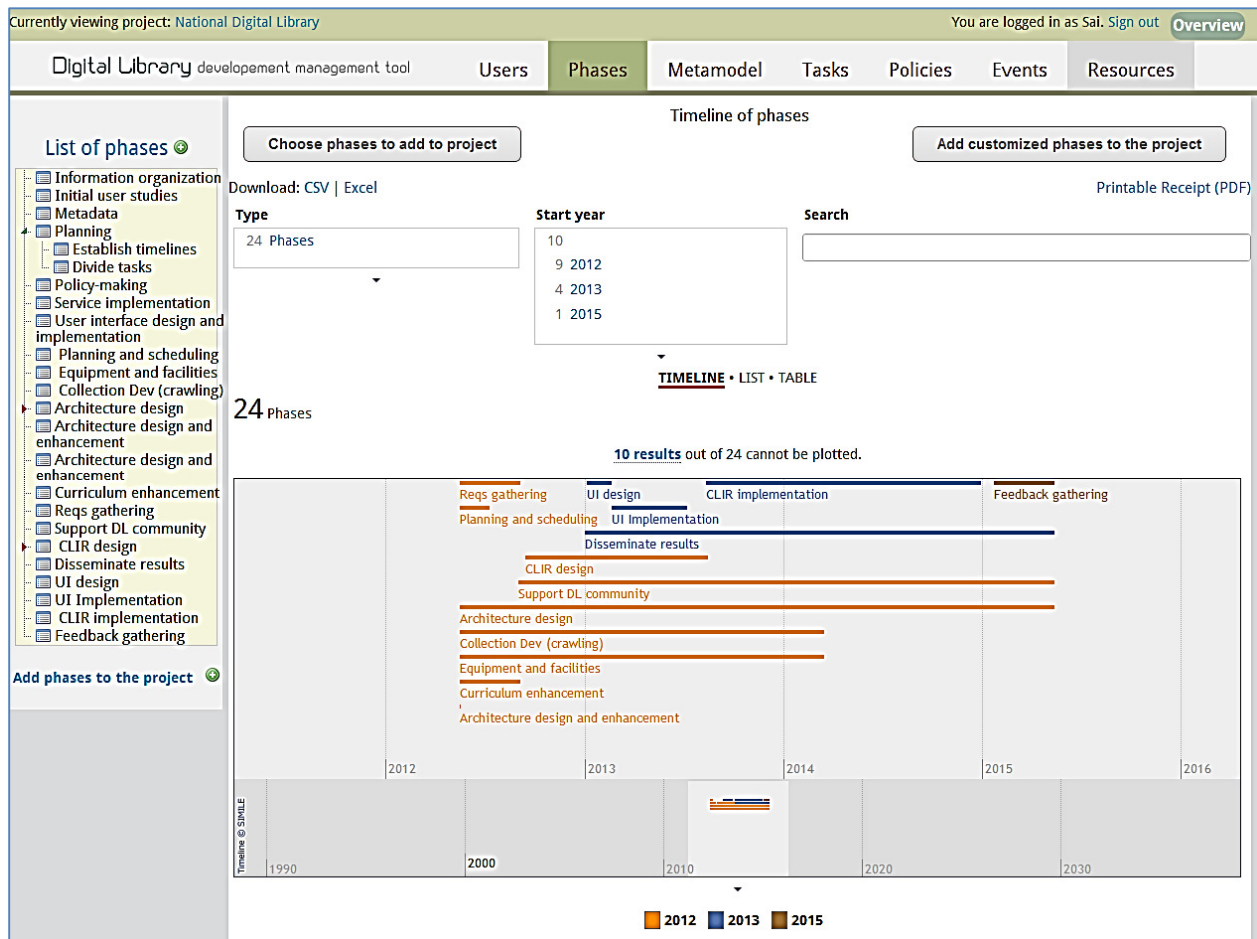 Currently viewing project: National Digital Library
You are logged in as Sai. Sign out Overview
Digital Library developement management tool
Users Phases Metamodel Tasks Policies Events Resources
List of phases
Information organization
Initial user studies
Metadata
Planning
Establish timelines
Divide tasks
Policy-making
Service implementation
User interface design and
implementation
Planning and scheduling
Equipment and facilities
Collection Dev (crawling)
Architecture design
Architecture design and
enhancement
Architecture design and
enhancement
Curriculum enhancement
Reqs gathering
Support DL community
CLIR design
Disseminate results
UI design
UI Implementation
CLIR implementation
Feedback gathering
Add phases to the project
Timeline of phases
Choose phases to add to project
Add customized phases to the project
Download: CSV | Excel
Printable Receipt (PDF)
Type
24 Phases
Start year
10
9 2012
4 2013
1 2015
Search
TIMELINE • LIST • TABLE
24 Phases
10 results out of 24 cannot be plotted.
Reqs gathering UI design CLIR implementation Feedback gathering
Planning and scheduling UI Implementation
Disseminate results
CLIR design
Support DL community
Architecture design
Collection Dev (crawling)
Equipment and facilities
Curriculum enhancement
Architecture design and enhancement
2012 2013 2014 2015 2016
Timeline © SIMILE
1990 2000 2010 2020 2030
2012 2013 2015